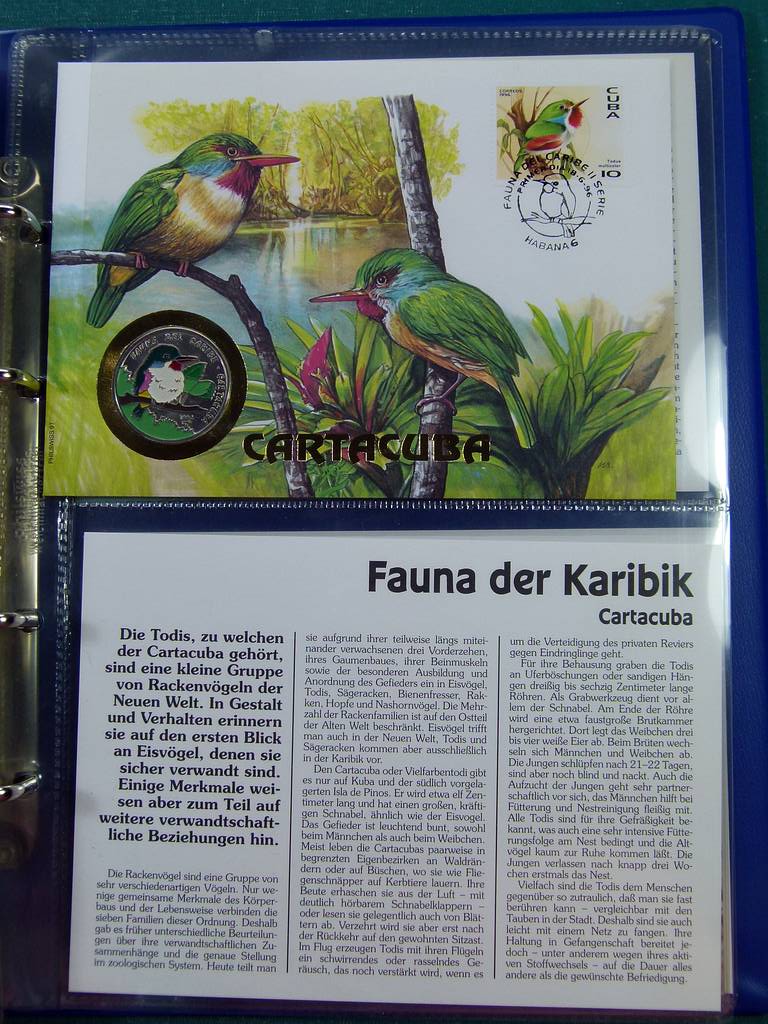 CORREOS
1996
CUBA
Todus
multicolor
10
FAUNA DEL CARIBE II SERIE
PRIMER DIA 18.6.96
HABANA 6
FAUNA DEL CARIBE
CARTACUBA
CARTACUBA
Fauna der Karibik
Cartacuba
Die Todis, zu welchen
der Cartacuba gehört,
sind eine kleine Gruppe
von Rackenvögeln der
Neuen Welt. In Gestalt
und Verhalten erinnern
sie auf den ersten Blick
an Eisvögel, denen sie
sicher verwandt sind.
Einige Merkmale wei-
sen aber zum Teil auf
weitere verwandtschaft-
liche Beziehungen hin.
Die Rackenvögel sind eine Gruppe von
sehr verschiedenartigen Vögeln. Nur we-
nige gemeinsame Merkmale des Körper-
baus und der Lebensweise verbinden die
sieben Familien dieser Ordnung. Deshalb
gab es früher unterschiedliche Beurteilun-
gen über ihre verwandtschaftlichen Zu-
sammenhänge und die genaue Stellung
im zoologischen System. Heute teilt man
sie aufgrund ihrer teilweise längs mitei-
nander verwachsenen drei Vorderzehen,
ihres Gaumenbaues, ihrer Beinmuskeln
sowie der besonderen Ausbildung und
Anordnung des Gefieders ein in Eisvögel,
Todis, Sägeracken, Bienenfresser, Rak-
ken, Hopfe und Nashornvögel. Die Mehr-
zahl der Rackenfamilien ist auf den Ostteil
der Alten Welt beschränkt. Eisvögel trifft
man auch in der Neuen Welt, Todis und
Sägeracken kommen aber ausschließlich
in der Karibik vor.
Den Cartacuba oder Vielfarbentodi gibt
es nur auf Kuba und der südlich vorgela-
gerten Isla de Pinos. Er wird etwa elf Zen-
timeter lang und hat einen großen, kräfti-
gen Schnabel, ähnlich wie der Eisvogel.
Das Gefieder ist leuchtend bunt, sowohl
beim Männchen als auch beim Weibchen.
Meist leben die Cartacubas paarweise in
begrenzten Eigenbezirken an Waldrän-
dern oder auf Büschen, wo sie wie Flie-
genschnäpper auf Kerbtiere lauern. Ihre
Beute erhaschen sie aus der Luft – mit
deutlich hörbarem Schnabelklappern –
oder lesen sie gelegentlich auch von Blät-
tern ab. Verzehrt wird sie aber erst nach
der Rückkehr auf den gewohnten Sitzast.
Im Flug erzeugen Todis mit ihren Flügeln
ein schwirrendes oder rasselndes Ge-
räusch, das noch verstärkt wird, wenn es
um die Verteidigung des privaten Reviers
gegen Eindringlinge geht.
Für ihre Behausung graben die Todis
an Uferböschungen oder sandigen Hän-
gen dreißig bis sechzig Zentimeter lange
Röhren. Als Grabwerkzeug dient vor al-
lem der Schnabel. Am Ende der Röhre
wird eine etwa faustgroße Brutkammer
hergerichtet. Dort legt das Weibchen drei
bis vier weiße Eier ab. Beim Brüten wech-
seln sich Männchen und Weibchen ab.
Die Jungen schlüpfen nach 21–22 Tagen,
sind aber noch blind und nackt. Auch die
Aufzucht der Jungen geht sehr partner-
schaftlich vor sich, das Männchen hilft bei
Fütterung und Nestreinigung fleißig mit.
Alle Todis sind für ihre Gefräßigkeit be-
kannt, was auch eine sehr intensive Fütte-
rungsfolge am Nest bedingt und die Alt-
vögel kaum zur Ruhe kommen läßt. Die
Jungen verlassen nach knapp drei Wo-
chen erstmals das Nest.
Vielfach sind die Todis dem Menschen
gegenüber so zutraulich, daß man sie fast
berühren kann – vergleichbar mit den
Tauben in der Stadt. Deshalb sind sie auch
leicht mit einem Netz zu fangen. Ihre
Haltung in Gefangenschaft bereitet je-
doch – unter anderem wegen ihres akti-
ven Stoffwechsels – auf die Dauer alles
andere als die gewünschte Befriedigung.